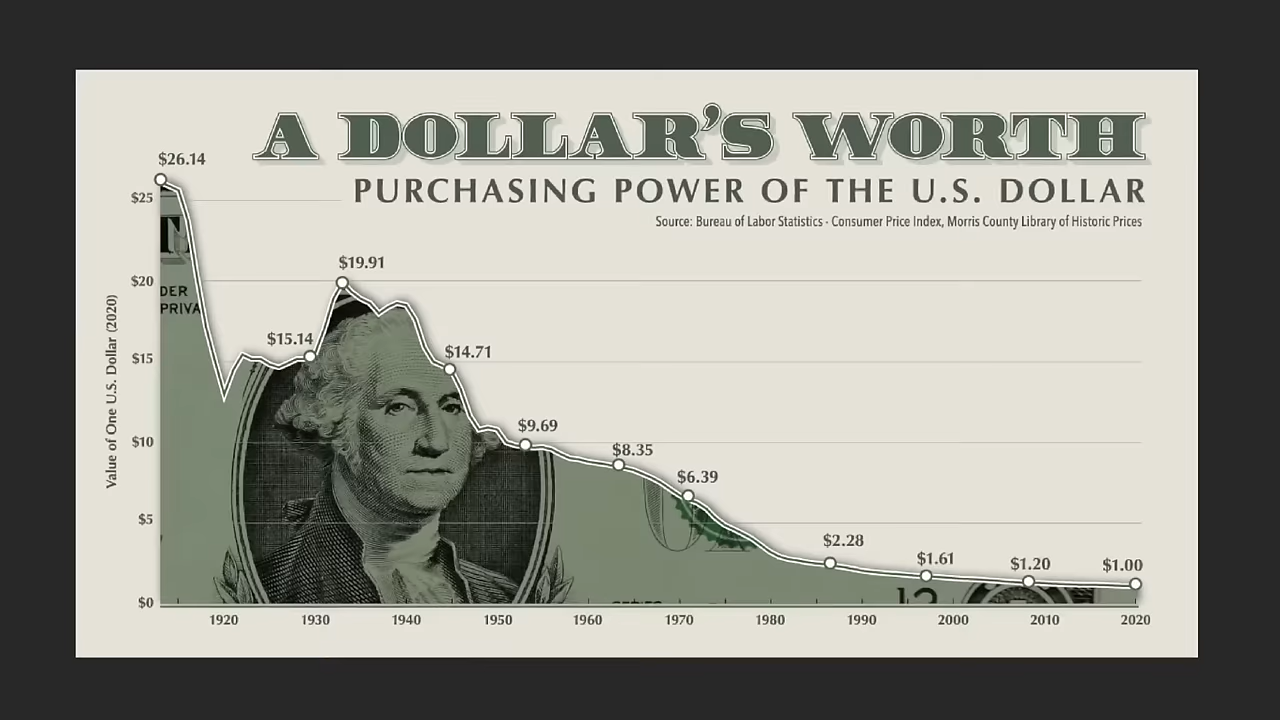 A DOLLAR'S WORTH
PURCHASING POWER OF THE U.S. DOLLAR
Source: Bureau of Labor Statistics - Consumer Price Index, Morris County Library of Historic Prices
Value of One U.S. Dollar (2020)
$25
$20
$15
$10
$5
$0
$26.14
$15.14
$19.91
$14.71
$9.69
$8.35
$6.39
$2.28
$1.61
$1.20
$1.00
DER
PRIVA
12
1920 1930 1940 1950 1960 1970 1980 1990 2000 2010 2020